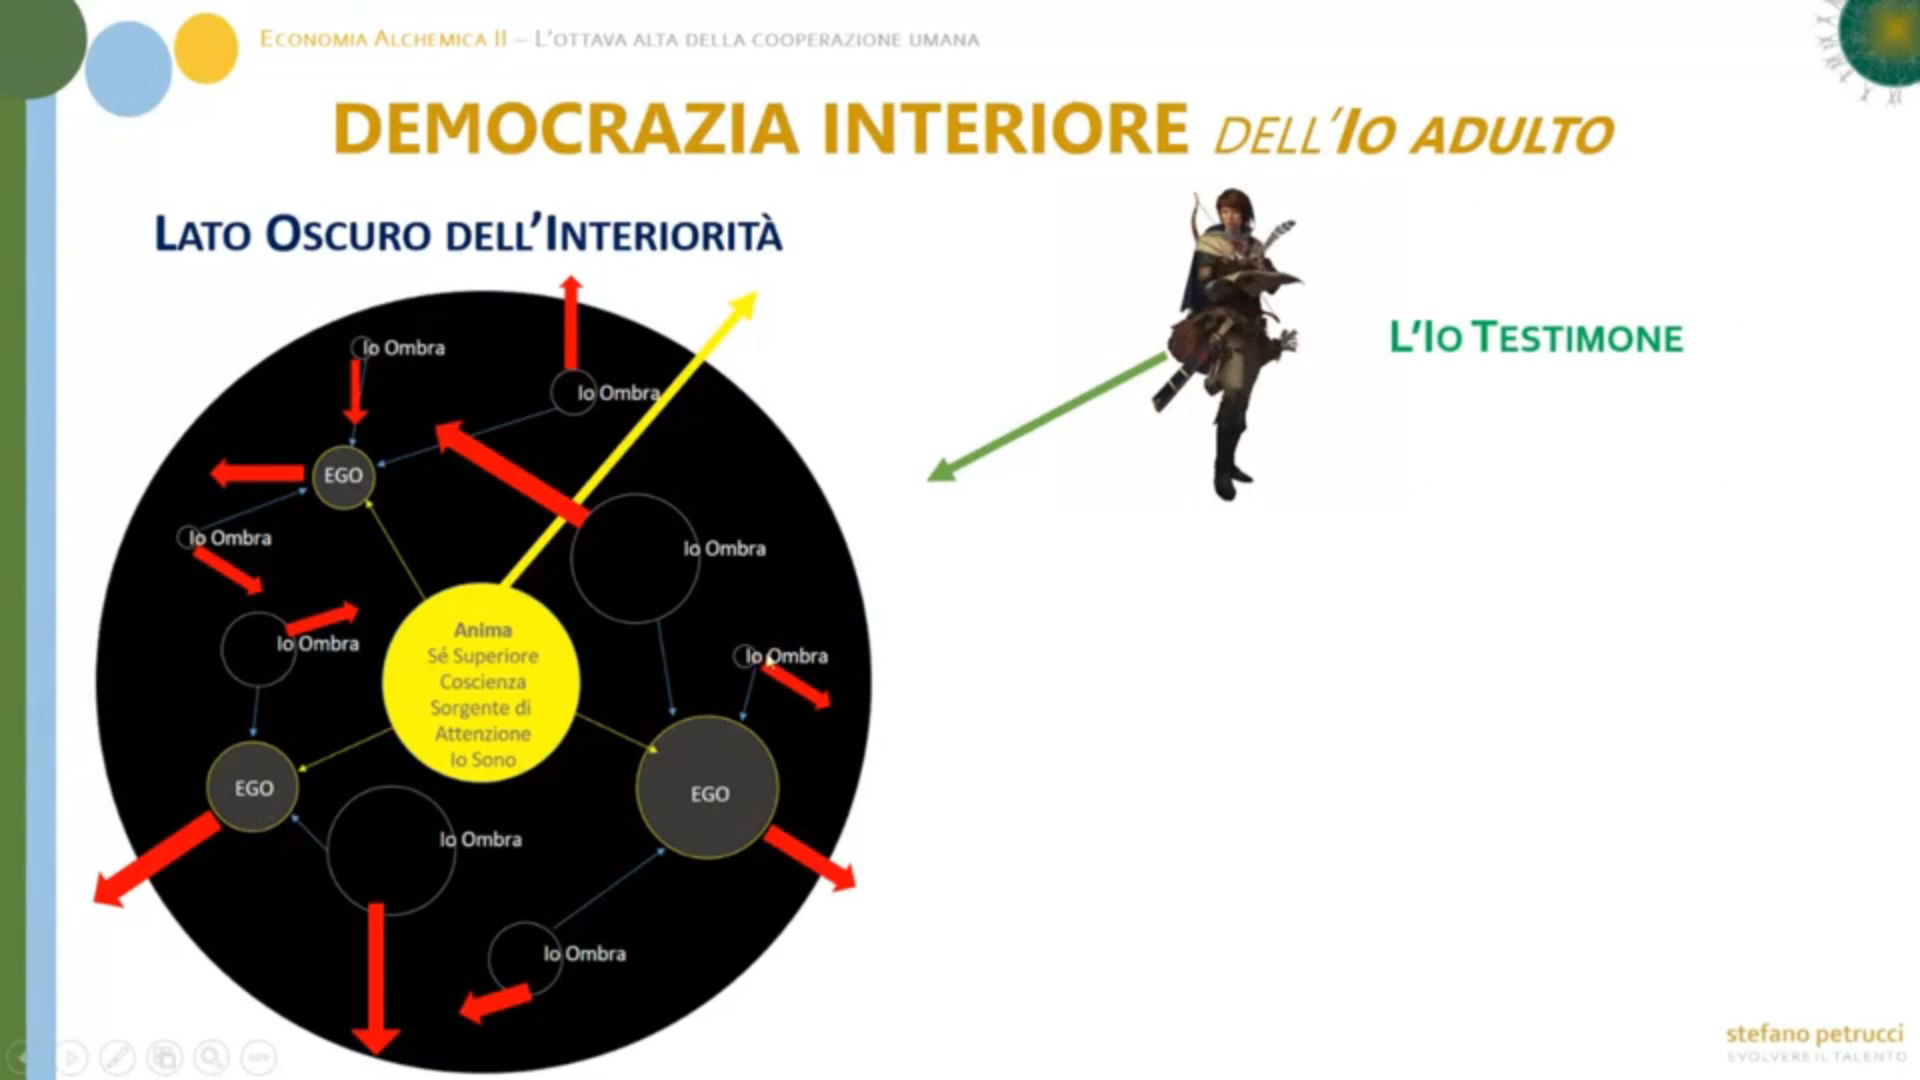 ECONOMIA ALCHEMICA II – L'OTTAVA ALTA DELLA COOPERAZIONE UMANA
DEMOCRAZIA INTERIORE DELL'IO ADULTO
LATO OSCURO DELL'INTERIORITÀ
L'IO TESTIMONE
Io Ombra
Io Ombra
EGO
Io Ombra
Io Ombra
Io Ombra
Anima
Sé Superiore
Coscienza
Sorgente di
Attenzione
Io Sono
Io Ombra
EGO
EGO
Io Ombra
Io Ombra
stefano petrucci
EVOLVERE IL TALENTO